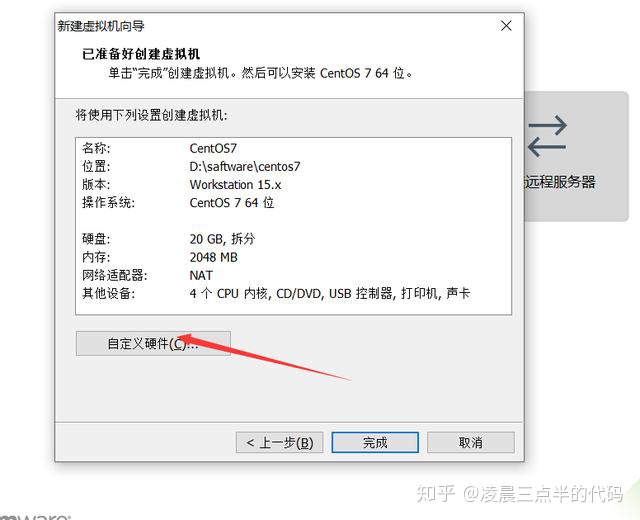 新建虚拟机向导
已准备好创建虚拟机
单击“完成”创建虚拟机。然后可以安装 CentOS 7 64 位。
将使用下列设置创建虚拟机:
名称: CentOS7
位置: D:\saftware\centos7
版本: Workstation 15.x
操作系统: CentOS 7 64 位
硬盘: 20 GB, 拆分
内存: 2048 MB
网络适配器: NAT
其他设备: 4 个 CPU 内核, CD/DVD, USB 控制器, 打印机, 声卡
远程服务器
自定义硬件(C)...
< 上一步(B)
完成
取消
知乎 @凌晨三点半的代码